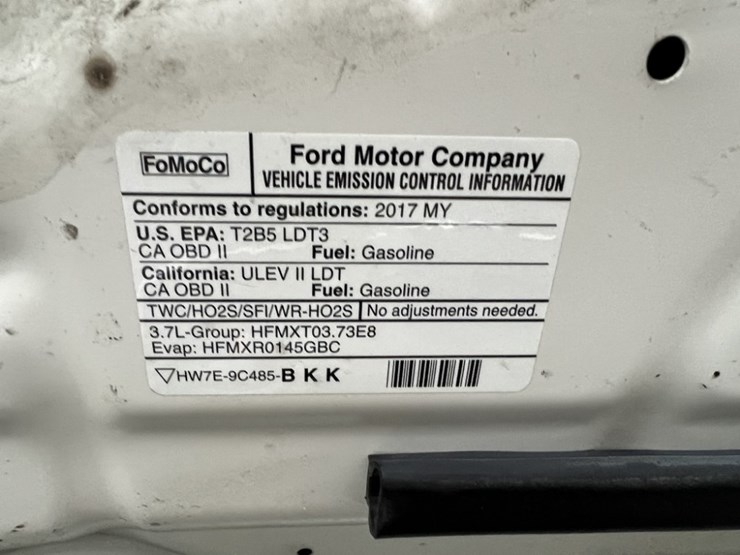 FoMoCo
Ford Motor Company
VEHICLE EMISSION CONTROL INFORMATION
Conforms to regulations: 2017 MY
U.S. EPA: T2B5 LDT3
CA OBD II Fuel: Gasoline
California: ULEV II LDT
CA OBD II Fuel: Gasoline
TWC/HO2S/SFI/WR-HO2S No adjustments needed.
3.7L-Group: HFMXT03.73E8
Evap: HFMXR0145GBC
HW7E-9C485-B K K